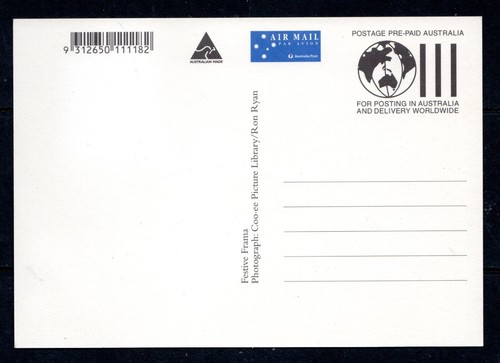 9 312650 111182
AUSTRALIAN MADE
AIR MAIL
PAR AVION
Australia Post
POSTAGE PRE-PAID AUSTRALIA
FOR POSTING IN AUSTRALIA
AND DELIVERY WORLDWIDE
Festive Frama
Photograph: Coo-ee Picture Library/Ron Ryan